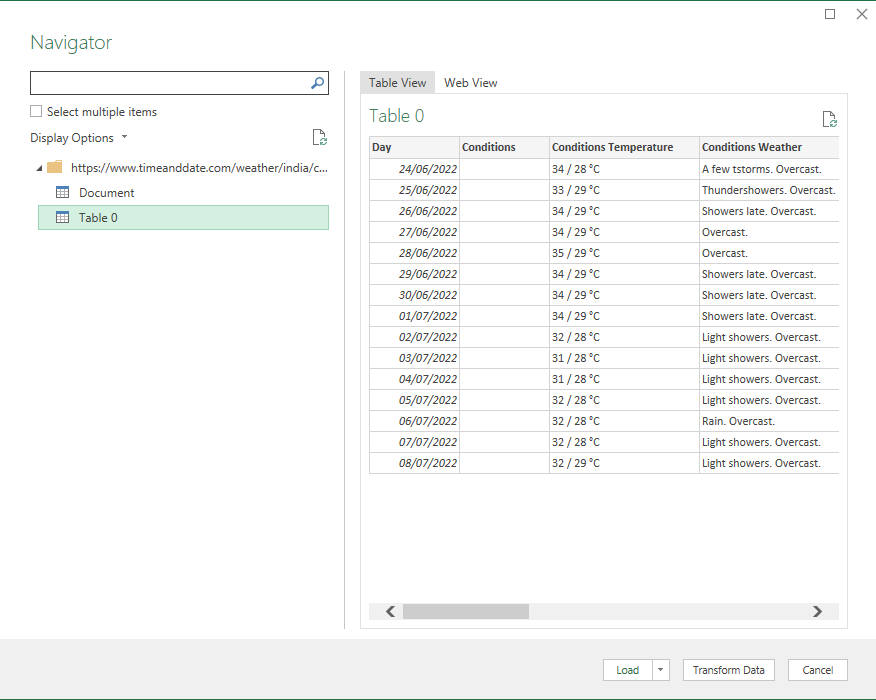 Navigator
Select multiple items
Display Options
https://www.timeanddate.com/weather/india/c...
Document
Table 0
Table View Web View
Table 0
Day Conditions Conditions Temperature Conditions Weather
24/06/2022 34 / 28 °C A few tstorms. Overcast.
25/06/2022 33 / 29 °C Thundershowers. Overcast.
26/06/2022 34 / 29 °C Showers late. Overcast.
27/06/2022 34 / 29 °C Overcast.
28/06/2022 35 / 29 °C Overcast.
29/06/2022 34 / 29 °C Showers late. Overcast.
30/06/2022 34 / 29 °C Showers late. Overcast.
01/07/2022 34 / 29 °C Showers late. Overcast.
02/07/2022 32 / 28 °C Light showers. Overcast.
03/07/2022 31 / 28 °C Light showers. Overcast.
04/07/2022 31 / 28 °C Light showers. Overcast.
05/07/2022 32 / 28 °C Light showers. Overcast.
06/07/2022 32 / 28 °C Rain. Overcast.
07/07/2022 32 / 28 °C Light showers. Overcast.
08/07/2022 32 / 29 °C Light showers. Overcast.
Load Transform Data Cancel